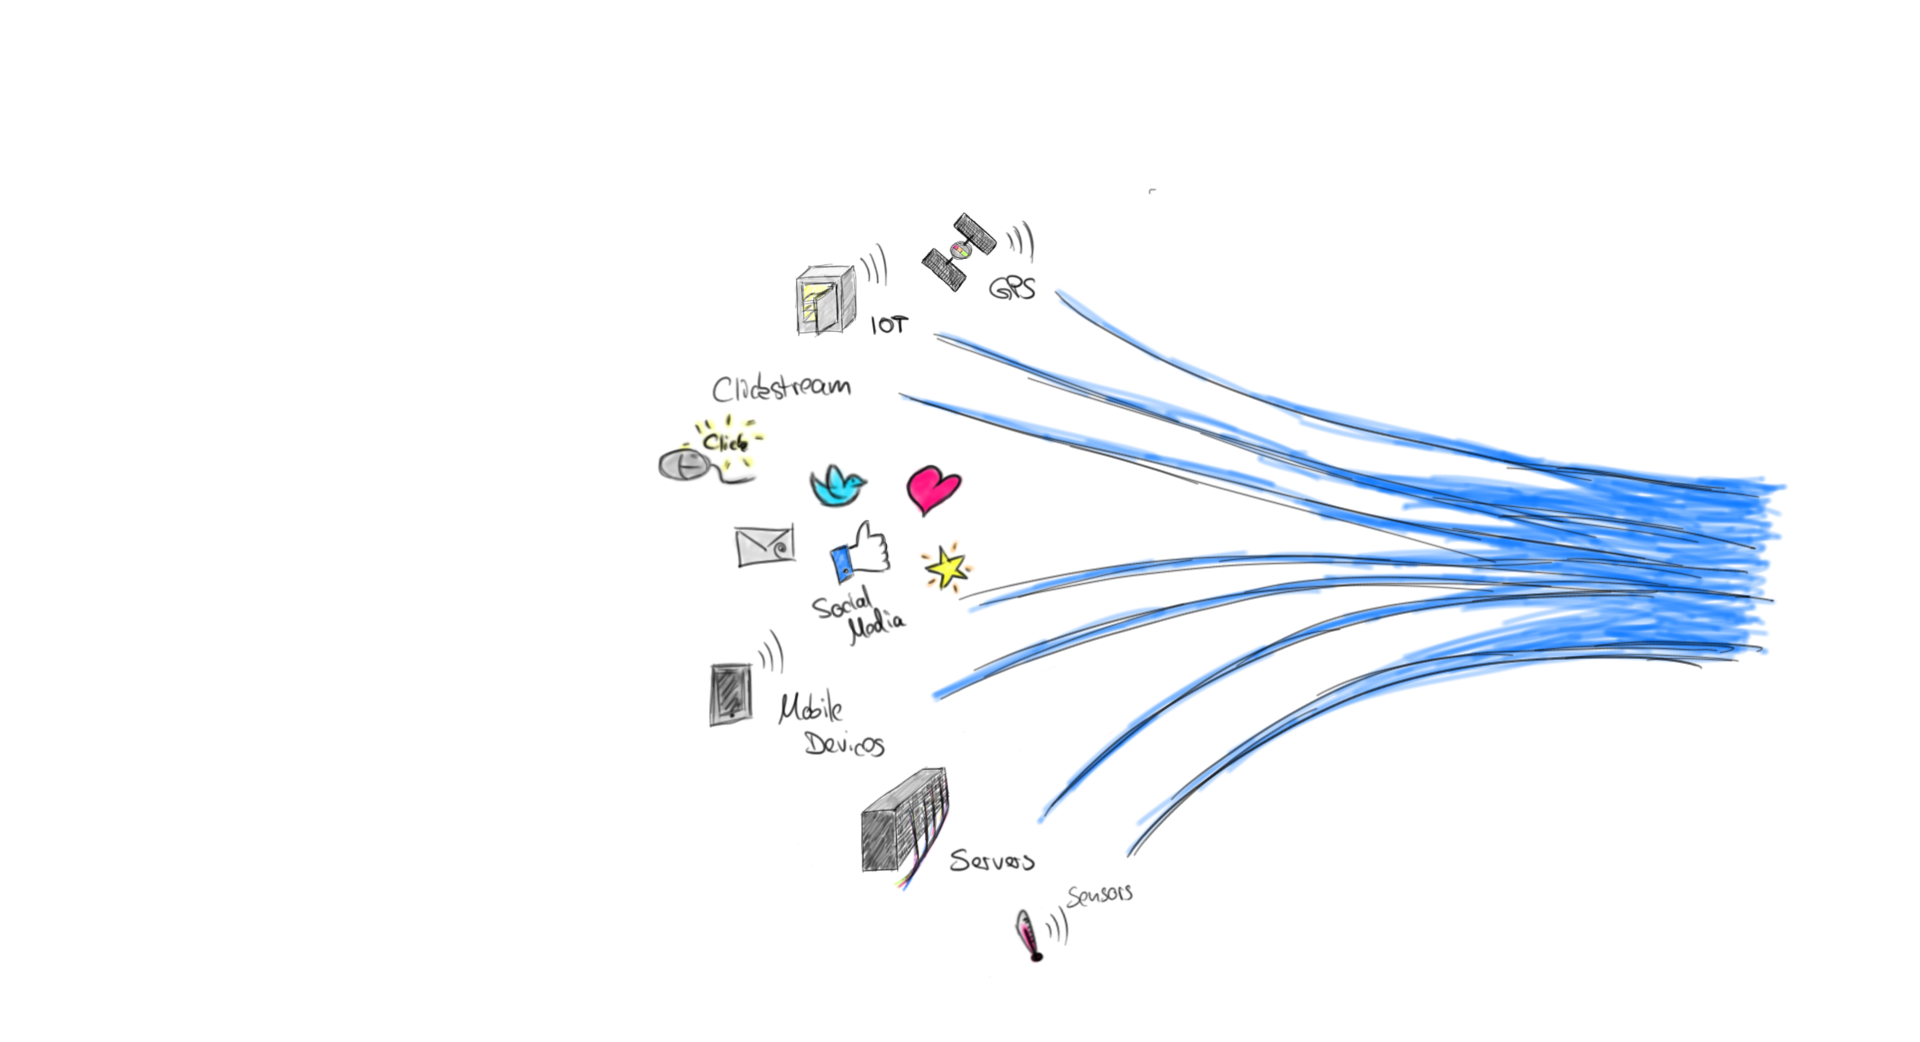 GPS
IOT
Clickstream
Click
Social
Media
Mobile
Devices
Servers
Sensors